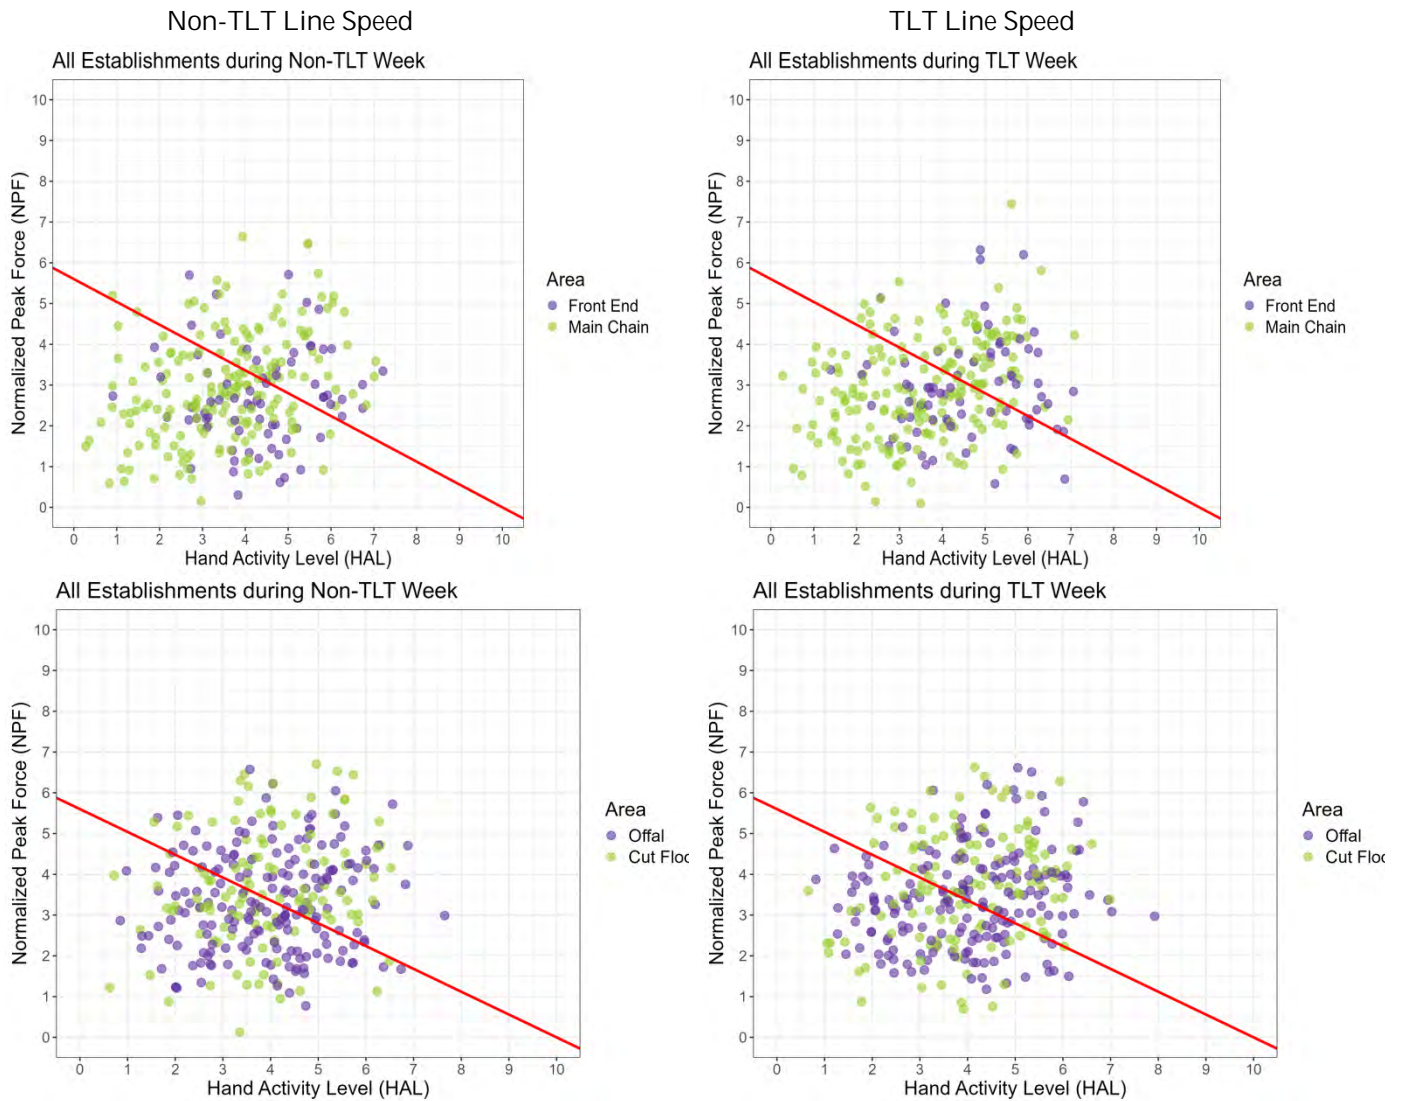 Non-TLT Line Speed
TLT Line Speed
All Establishments during Non-TLT Week
10
9
8
7
6
5
4
3
2
1
0
Normalized Peak Force (NPF)
0 1 2 3 4 5 6 7 8 9 10
Hand Activity Level (HAL)
Area
Front End
Main Chain
All Establishments during TLT Week
10
9
8
7
6
5
4
3
2
1
0
Normalized Peak Force (NPF)
0 1 2 3 4 5 6 7 8 9 10
Hand Activity Level (HAL)
Area
Front End
Main Chain
All Establishments during Non-TLT Week
10
9
8
7
6
5
4
3
2
1
0
Normalized Peak Force (NPF)
0 1 2 3 4 5 6 7 8 9 10
Hand Activity Level (HAL)
Area
Offal
Cut Floo
All Establishments during TLT Week
10
9
8
7
6
5
4
3
2
1
0
Normalized Peak Force (NPF)
0 1 2 3 4 5 6 7 8 9 10
Hand Activity Level (HAL)
Area
Offal
Cut Floo